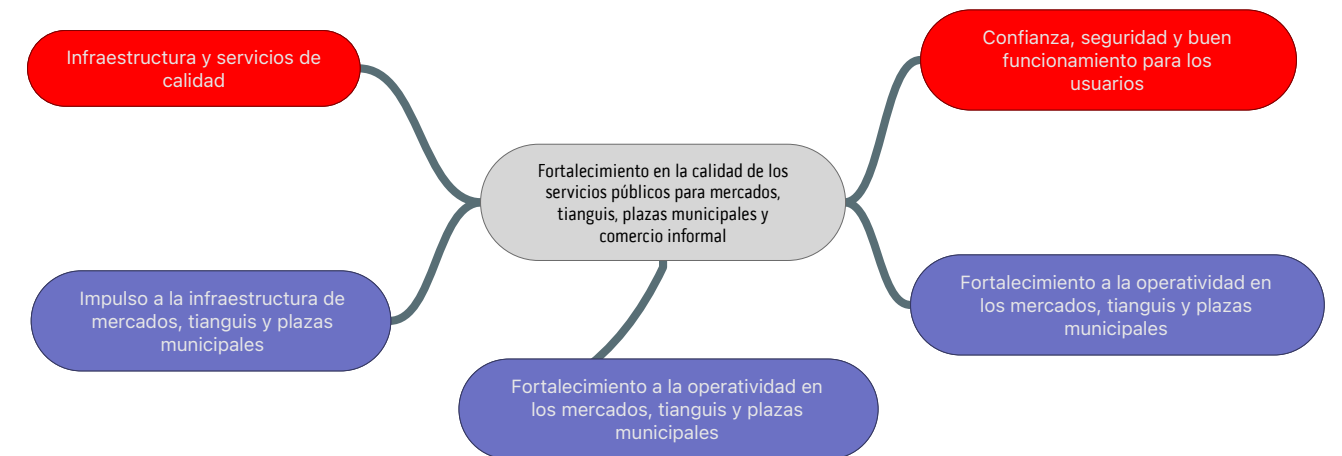 Infraestructura y servicios de
calidad
Confianza, seguridad y buen
funcionamiento para los
usuarios
Fortalecimiento en la calidad de los
servicios públicos para mercados,
tianguis, plazas municipales y
comercio informal
Impulso a la infraestructura de
mercados, tianguis y plazas
municipales
Fortalecimiento a la operatividad en
los mercados, tianguis y plazas
municipales
Fortalecimiento a la operatividad en
los mercados, tianguis y plazas
municipales